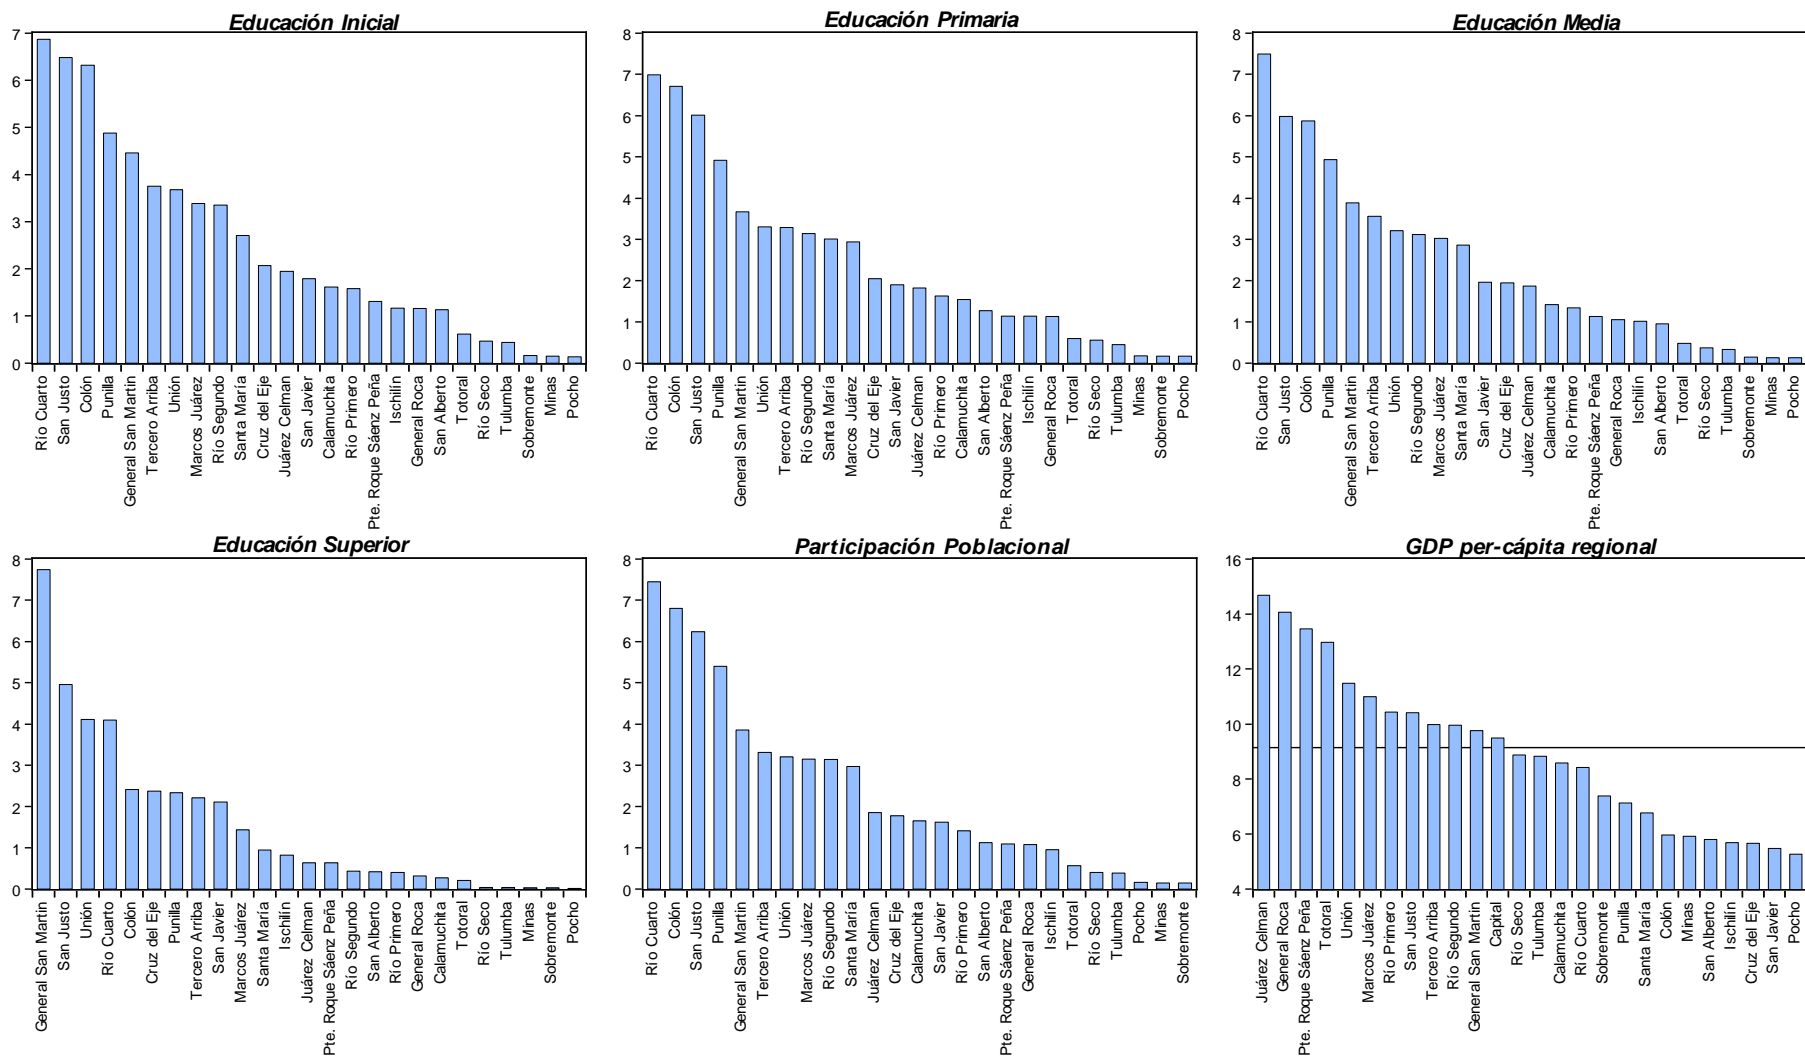 Educación Inicial
7
6
5
4
3
2
1
0
Río Cuarto
San Justo
Colón
Punilla
General San Martin
Tercero Arriba
Unión
Marcos Juárez
Río Segundo
Santa María
Cruz del Eje
Juárez Celman
San Javier
Calamuchita
Río Primero
Pte. Roque Sáenz Peña
Ischilín
General Roca
San Alberto
Totoral
Río Seco
Tulumba
Sobremonte
Minas
Pocho
Educación Primaria
8
7
6
5
4
3
2
1
0
Río Cuarto
Colón
San Justo
Punilla
General San Martin
Unión
Tercero Arriba
Río Segundo
Santa María
Marcos Juárez
Cruz del Eje
San Javier
Juárez Celman
Río Primero
Calamuchita
San Alberto
Pte. Roque Sáenz Peña
Ischilín
General Roca
Totoral
Río Seco
Tulumba
Minas
Sobremonte
Pocho
Educación Media
8
7
6
5
4
3
2
1
0
Río Cuarto
San Justo
Colón
Punilla
General San Martin
Tercero Arriba
Unión
Río Segundo
Marcos Juárez
Santa María
San Javier
Cruz del Eje
Juárez Celman
Calamuchita
Río Primero
Pte. Roque Sáenz Peña
General Roca
Ischilín
San Alberto
Totoral
Río Seco
Tulumba
Sobremonte
Minas
Pocho
Educación Superior
8
7
6
5
4
3
2
1
0
General San Martin
San Justo
Unión
Río Cuarto
Colón
Cruz del Eje
Punilla
Tercero Arriba
San Javier
Marcos Juárez
Santa María
Ischilín
Juárez Celman
Pte. Roque Sáenz Peña
Río Segundo
San Alberto
Río Primero
General Roca
Calamuchita
Totoral
Río Seco
Tulumba
Minas
Sobremonte
Pocho
Participación Poblacional
8
7
6
5
4
3
2
1
0
Río Cuarto
Colón
San Justo
Punilla
General San Martin
Tercero Arriba
Unión
Marcos Juárez
Río Segundo
Santa María
Juárez Celman
Cruz del Eje
Calamuchita
San Javier
Río Primero
San Alberto
Pte. Roque Sáenz Peña
General Roca
Ischilín
Totoral
Río Seco
Tulumba
Pocho
Minas
Sobremonte
GDP per-cápita regional
16
14
12
10
8
6
4
Juárez Celman
General Roca
Pte. Roque Sáenz Peña
Totoral
Unión
Marcos Juárez
Río Primero
San Justo
Tercero Arriba
Río Segundo
General San Martin
Capital
Río Seco
Tulumba
Calamuchita
Río Cuarto
Sobremonte
Punilla
Santa María
Colón
Minas
San Alberto
Ischilín
Cruz del Eje
San Javier
Pocho